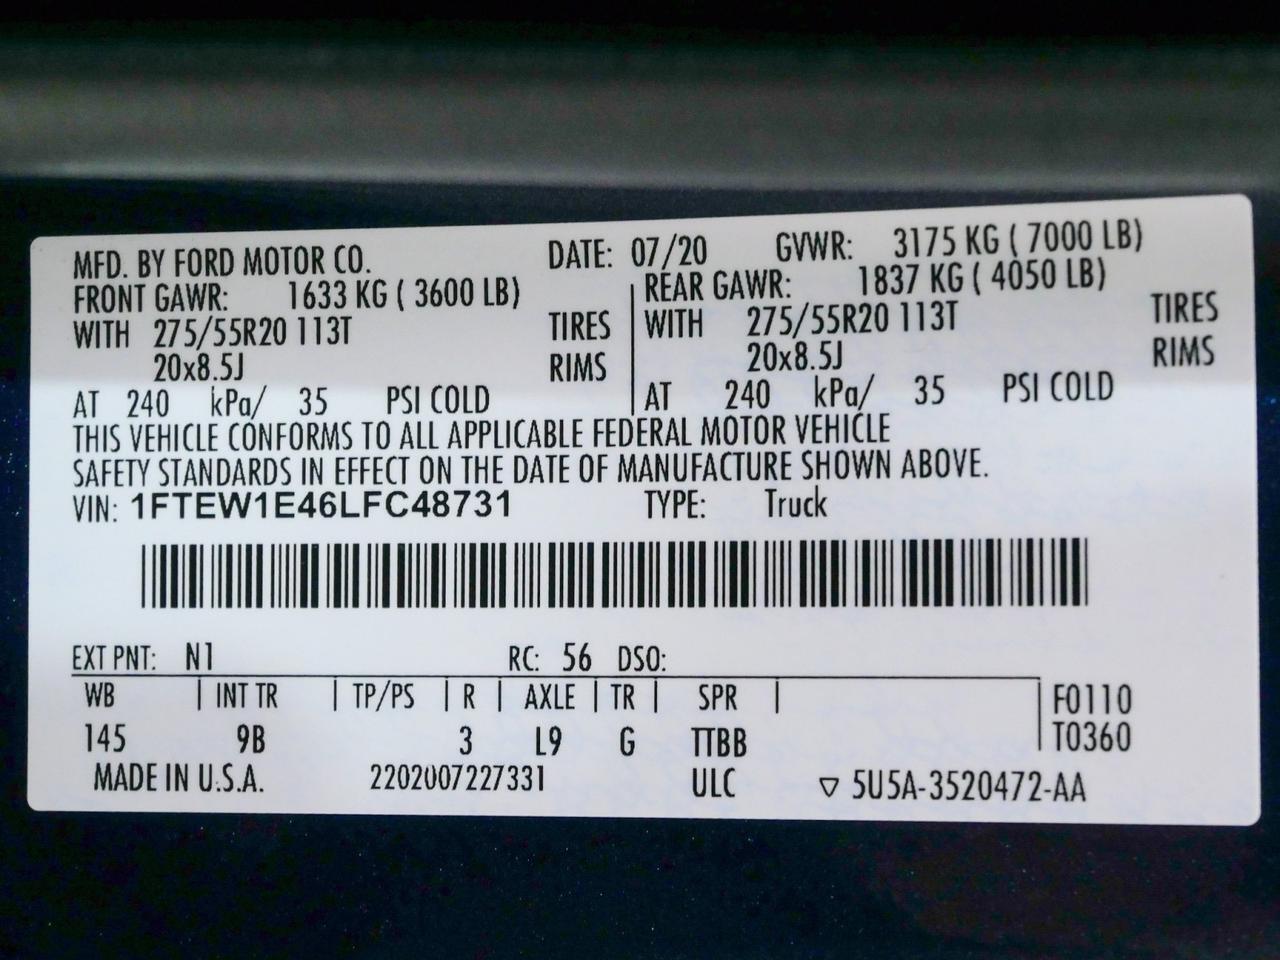 MFD. BY FORD MOTOR CO. DATE: 07/20 GVWR: 3175 KG ( 7000 LB)
FRONT GAWR: 1633 KG ( 3600 LB) REAR GAWR: 1837 KG ( 4050 LB)
WITH 275/55R20 113T TIRES WITH 275/55R20 113T TIRES
20x8.5J RIMS 20x8.5J RIMS
AT 240 kPa/ 35 PSI COLD AT 240 kPa/ 35 PSI COLD
THIS VEHICLE CONFORMS TO ALL APPLICABLE FEDERAL MOTOR VEHICLE
SAFETY STANDARDS IN EFFECT ON THE DATE OF MANUFACTURE SHOWN ABOVE.
VIN: 1FTEW1E46LFC48731 TYPE: Truck
EXT PNT: N1 RC: 56 DSO:
WB INT TR TP/PS R AXLE TR SPR F0110
145 9B 3 L9 G TTBB T0360
MADE IN U.S.A. 2202007227331 ULC ▽ 5U5A-3520472-AA